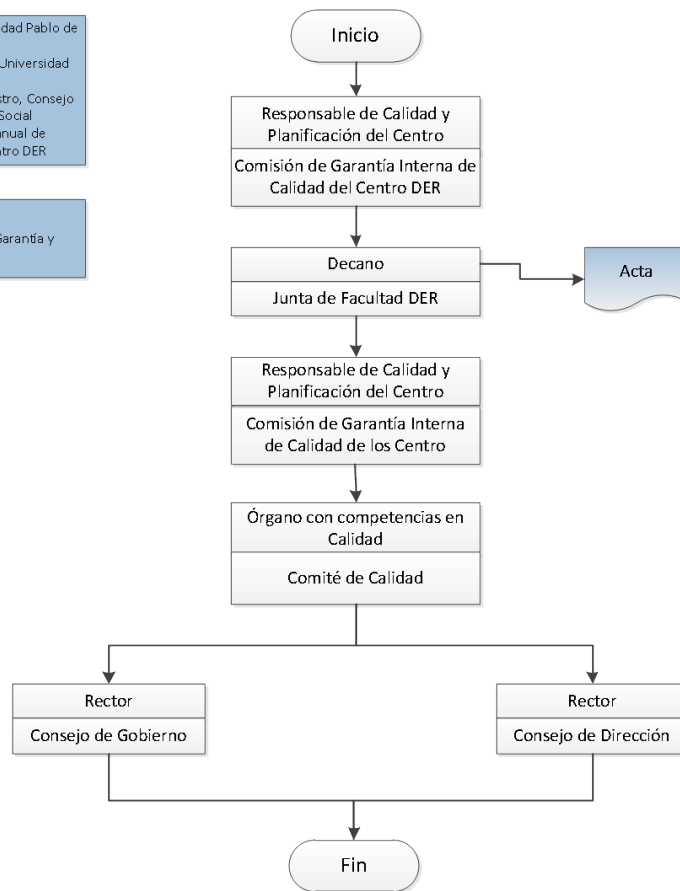 dad Pablo de
Universidad
stro, Consejo
Social
nual de
ntro DER
Garantía y
Inicio
Responsable de Calidad y
Planificación del Centro
Comisión de Garantía Interna de
Calidad del Centro DER
Decano
Junta de Facultad DER
Acta
Responsable de Calidad y
Planificación del Centro
Comisión de Garantía Interna
de Calidad de los Centro
Órgano con competencias en
Calidad
Comité de Calidad
Rector
Consejo de Gobierno
Rector
Consejo de Dirección
Fin